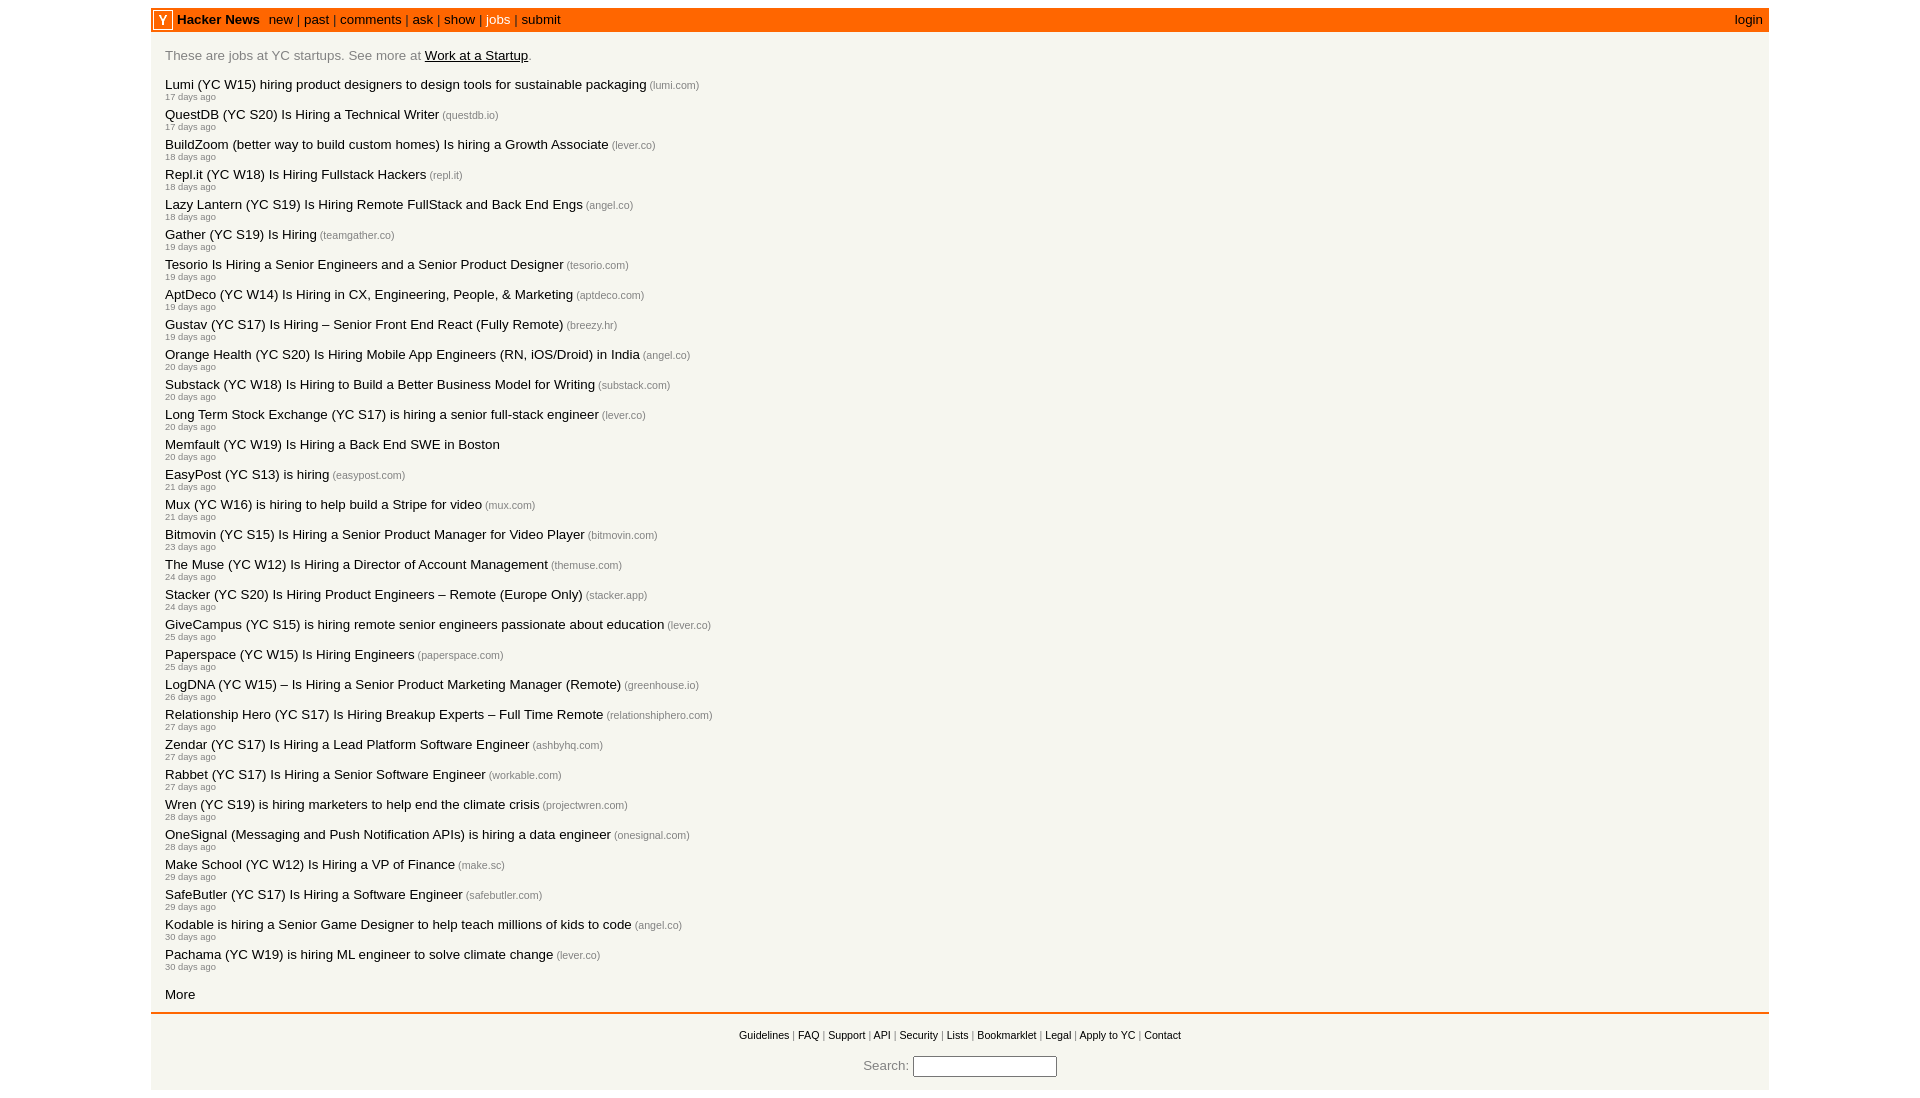 Y Hacker News new | past | comments | ask | show | jobs | submit login
These are jobs at YC startups. See more at Work at a Startup.
Lumi (YC W15) hiring product designers to design tools for sustainable packaging (lumi.com)
17 days ago
QuestDB (YC S20) Is Hiring a Technical Writer (questdb.io)
17 days ago
BuildZoom (better way to build custom homes) Is hiring a Growth Associate (lever.co)
18 days ago
Repl.it (YC W18) Is Hiring Fullstack Hackers (repl.it)
18 days ago
Lazy Lantern (YC S19) Is Hiring Remote FullStack and Back End Engs (angel.co)
18 days ago
Gather (YC S19) Is Hiring (teamgather.co)
19 days ago
Tesorio Is Hiring a Senior Engineers and a Senior Product Designer (tesorio.com)
19 days ago
AptDeco (YC W14) Is Hiring in CX, Engineering, People, & Marketing (aptdeco.com)
19 days ago
Gustav (YC S17) Is Hiring – Senior Front End React (Fully Remote) (breezy.hr)
19 days ago
Orange Health (YC S20) Is Hiring Mobile App Engineers (RN, iOS/Droid) in India (angel.co)
20 days ago
Substack (YC W18) Is Hiring to Build a Better Business Model for Writing (substack.com)
20 days ago
Long Term Stock Exchange (YC S17) is hiring a senior full-stack engineer (lever.co)
20 days ago
Memfault (YC W19) Is Hiring a Back End SWE in Boston
20 days ago
EasyPost (YC S13) is hiring (easypost.com)
21 days ago
Mux (YC W16) is hiring to help build a Stripe for video (mux.com)
21 days ago
Bitmovin (YC S15) Is Hiring a Senior Product Manager for Video Player (bitmovin.com)
23 days ago
The Muse (YC W12) Is Hiring a Director of Account Management (themuse.com)
24 days ago
Stacker (YC S20) Is Hiring Product Engineers – Remote (Europe Only) (stacker.app)
24 days ago
GiveCampus (YC S15) is hiring remote senior engineers passionate about education (lever.co)
25 days ago
Paperspace (YC W15) Is Hiring Engineers (paperspace.com)
25 days ago
LogDNA (YC W15) – Is Hiring a Senior Product Marketing Manager (Remote) (greenhouse.io)
26 days ago
Relationship Hero (YC S17) Is Hiring Breakup Experts – Full Time Remote (relationshiphero.com)
27 days ago
Zendar (YC S17) Is Hiring a Lead Platform Software Engineer (ashbyhq.com)
27 days ago
Rabbet (YC S17) Is Hiring a Senior Software Engineer (workable.com)
27 days ago
Wren (YC S19) is hiring marketers to help end the climate crisis (projectwren.com)
28 days ago
OneSignal (Messaging and Push Notification APIs) is hiring a data engineer (onesignal.com)
28 days ago
Make School (YC W12) Is Hiring a VP of Finance (make.sc)
29 days ago
SafeButler (YC S17) Is Hiring a Software Engineer (safebutler.com)
29 days ago
Kodable is hiring a Senior Game Designer to help teach millions of kids to code (angel.co)
30 days ago
Pachama (YC W19) is hiring ML engineer to solve climate change (lever.co)
30 days ago
More
Guidelines | FAQ | Support | API | Security | Lists | Bookmarklet | Legal | Apply to YC | Contact
Search: